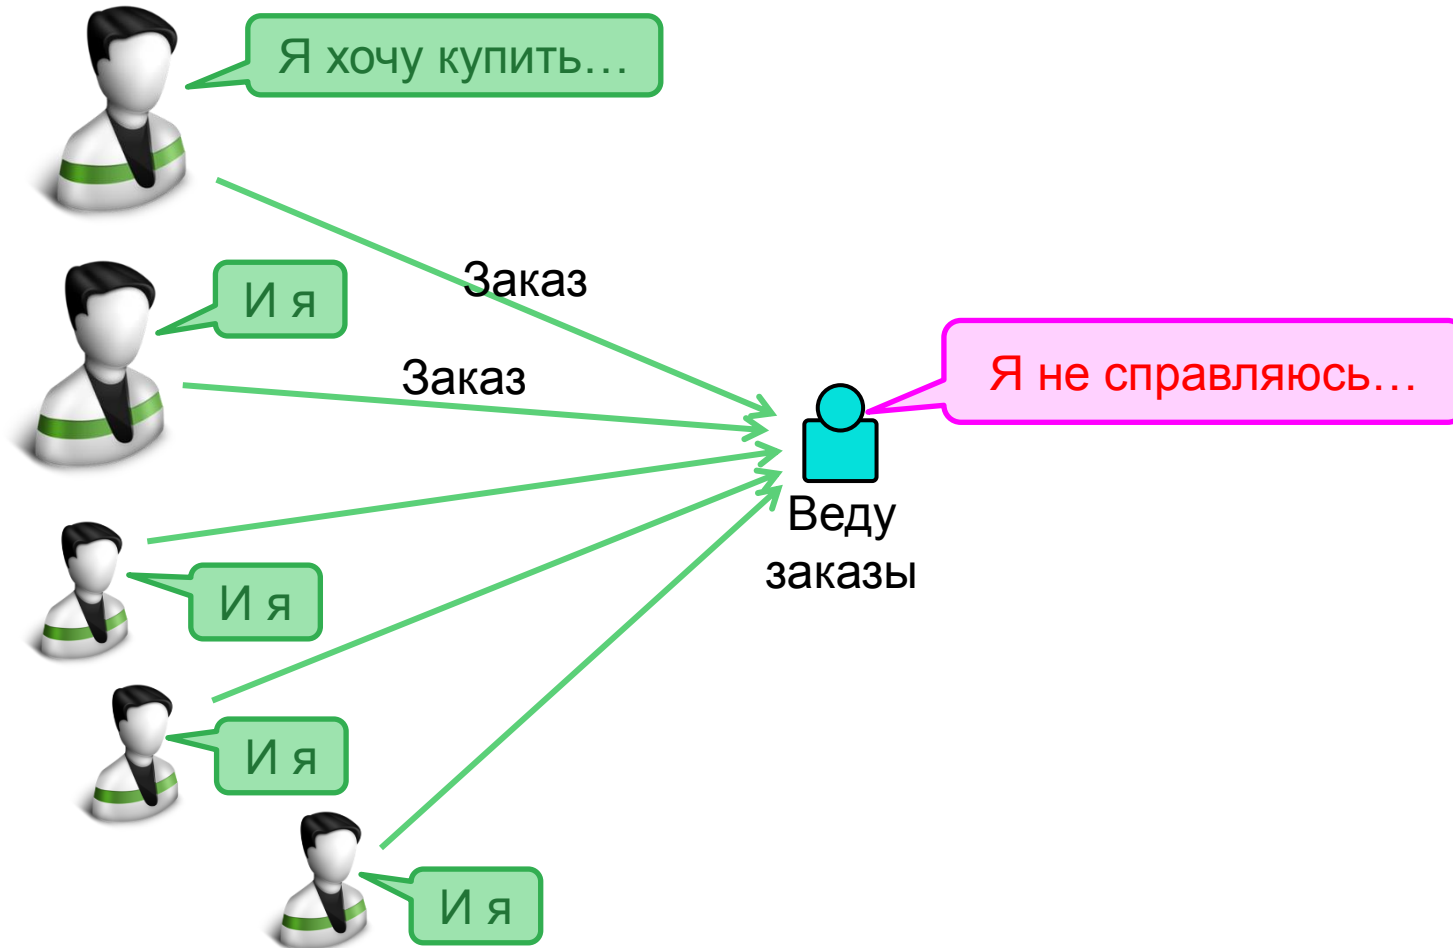 Я хочу купить…
Заказ
И я
Заказ
Я не справляюсь…
Веду
заказы
И я
И я
И я